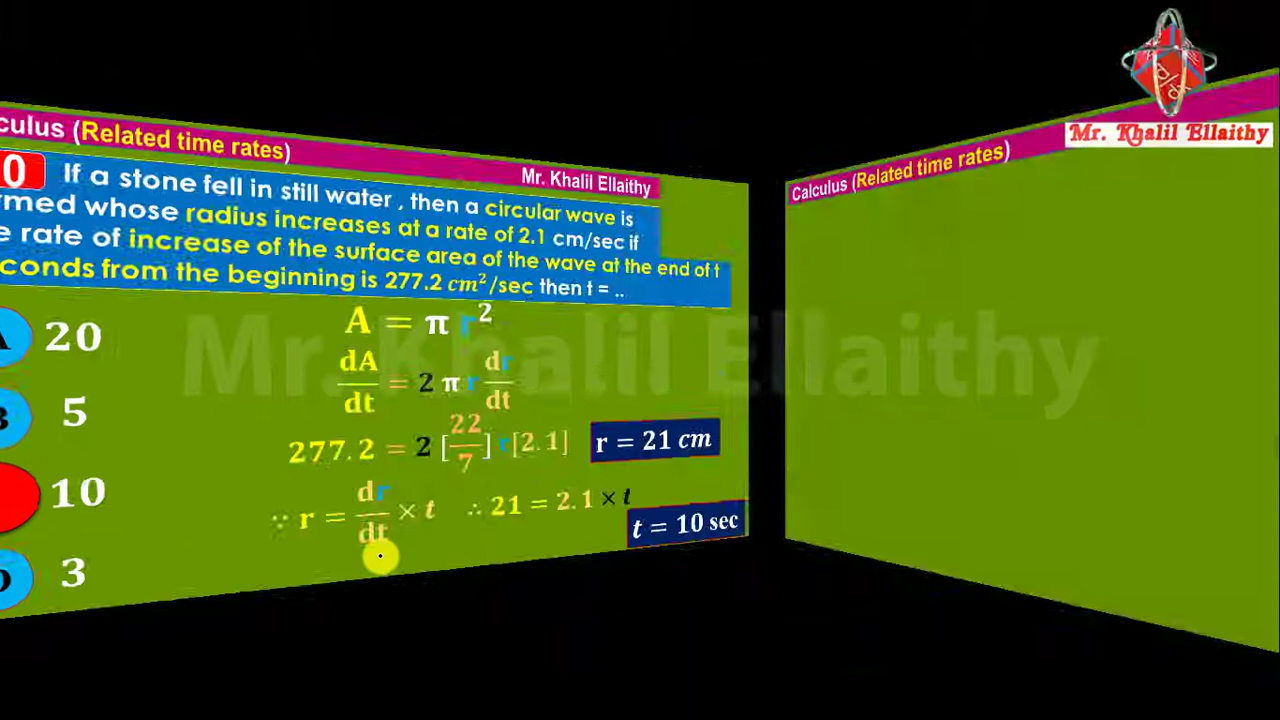 culus (Related time rates)
Mr. Khalil Ellaithy
0 If a stone fell in still water , then a circular wave is
rmed whose radius increases at a rate of 2.1 cm/sec if
e rate of increase of the surface area of the wave at the end of t
conds from the beginning is 277.2 cm²/sec then t = ..
A 20
B 5
10
D 3
A = π r²
dA/dt = 2 π r dr/dt
277.2 = 2 [22/7] r[2.1]
r = 21 cm
∵ r = dr/dt × t ∴ 21 = 2.1 × t
t = 10 sec
Mr. Khalil Ellaithy
Calculus (Related time rates)
d/dx
Mr. Khalil Ellaithy